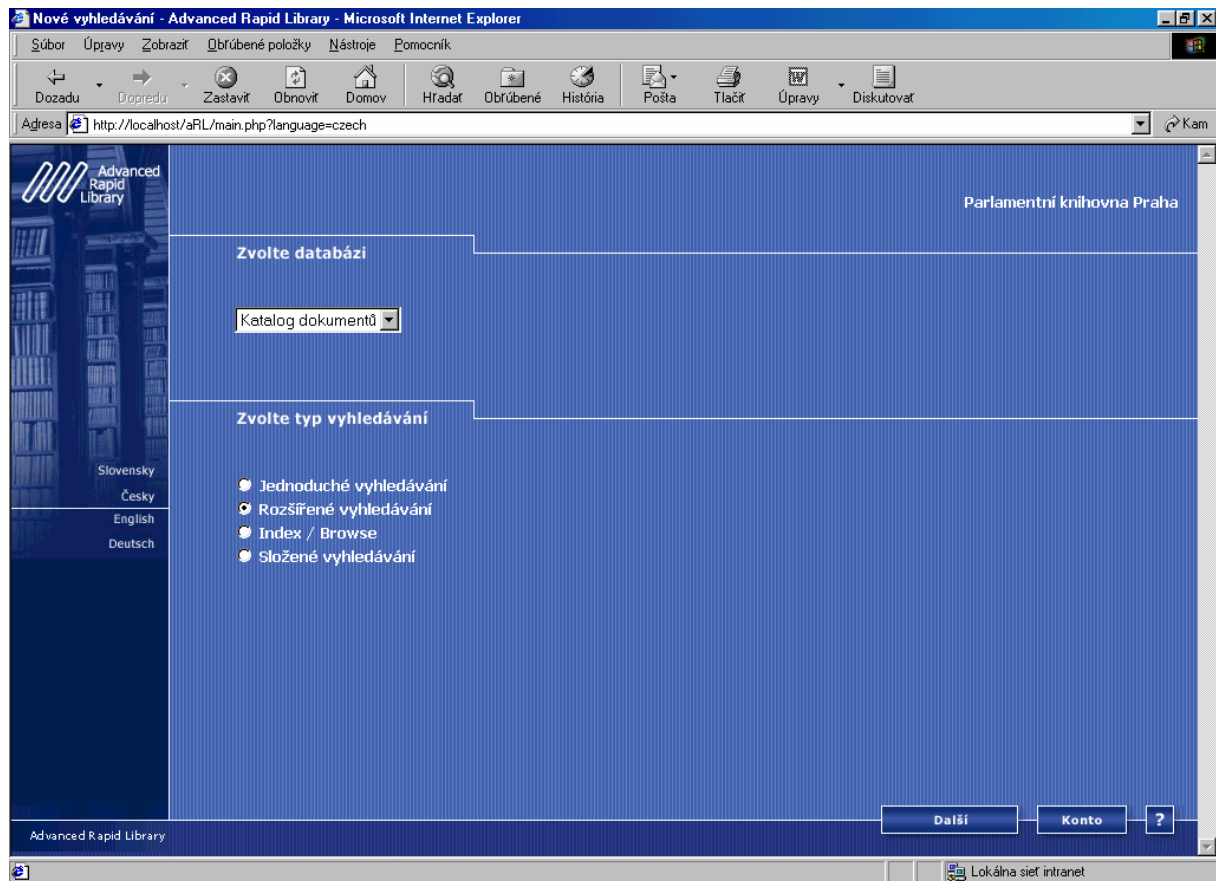 Nové vyhledávání - Advanced Rapid Library - Microsoft Internet Explorer
Súbor Úpravy Zobraziť Obľúbené položky Nástroje Pomocník
Dozadu Dopredu Zastaviť Obnoviť Domov Hľadať Obľúbené História Pošta Tlačiť Úpravy Diskutovať
Adresa http://localhost/aRL/main.php?language=czech Kam
Advanced
Rapid
Library
Parlamentní knihovna Praha
Zvolte databázi
Katalog dokumentů
Zvolte typ vyhledávání
Slovensky
Česky
English
Deutsch
Jednoduché vyhledávání
Rozšířené vyhledávání
Index / Browse
Složené vyhledávání
Další Konto ?
Advanced Rapid Library
Lokálna sieť intranet